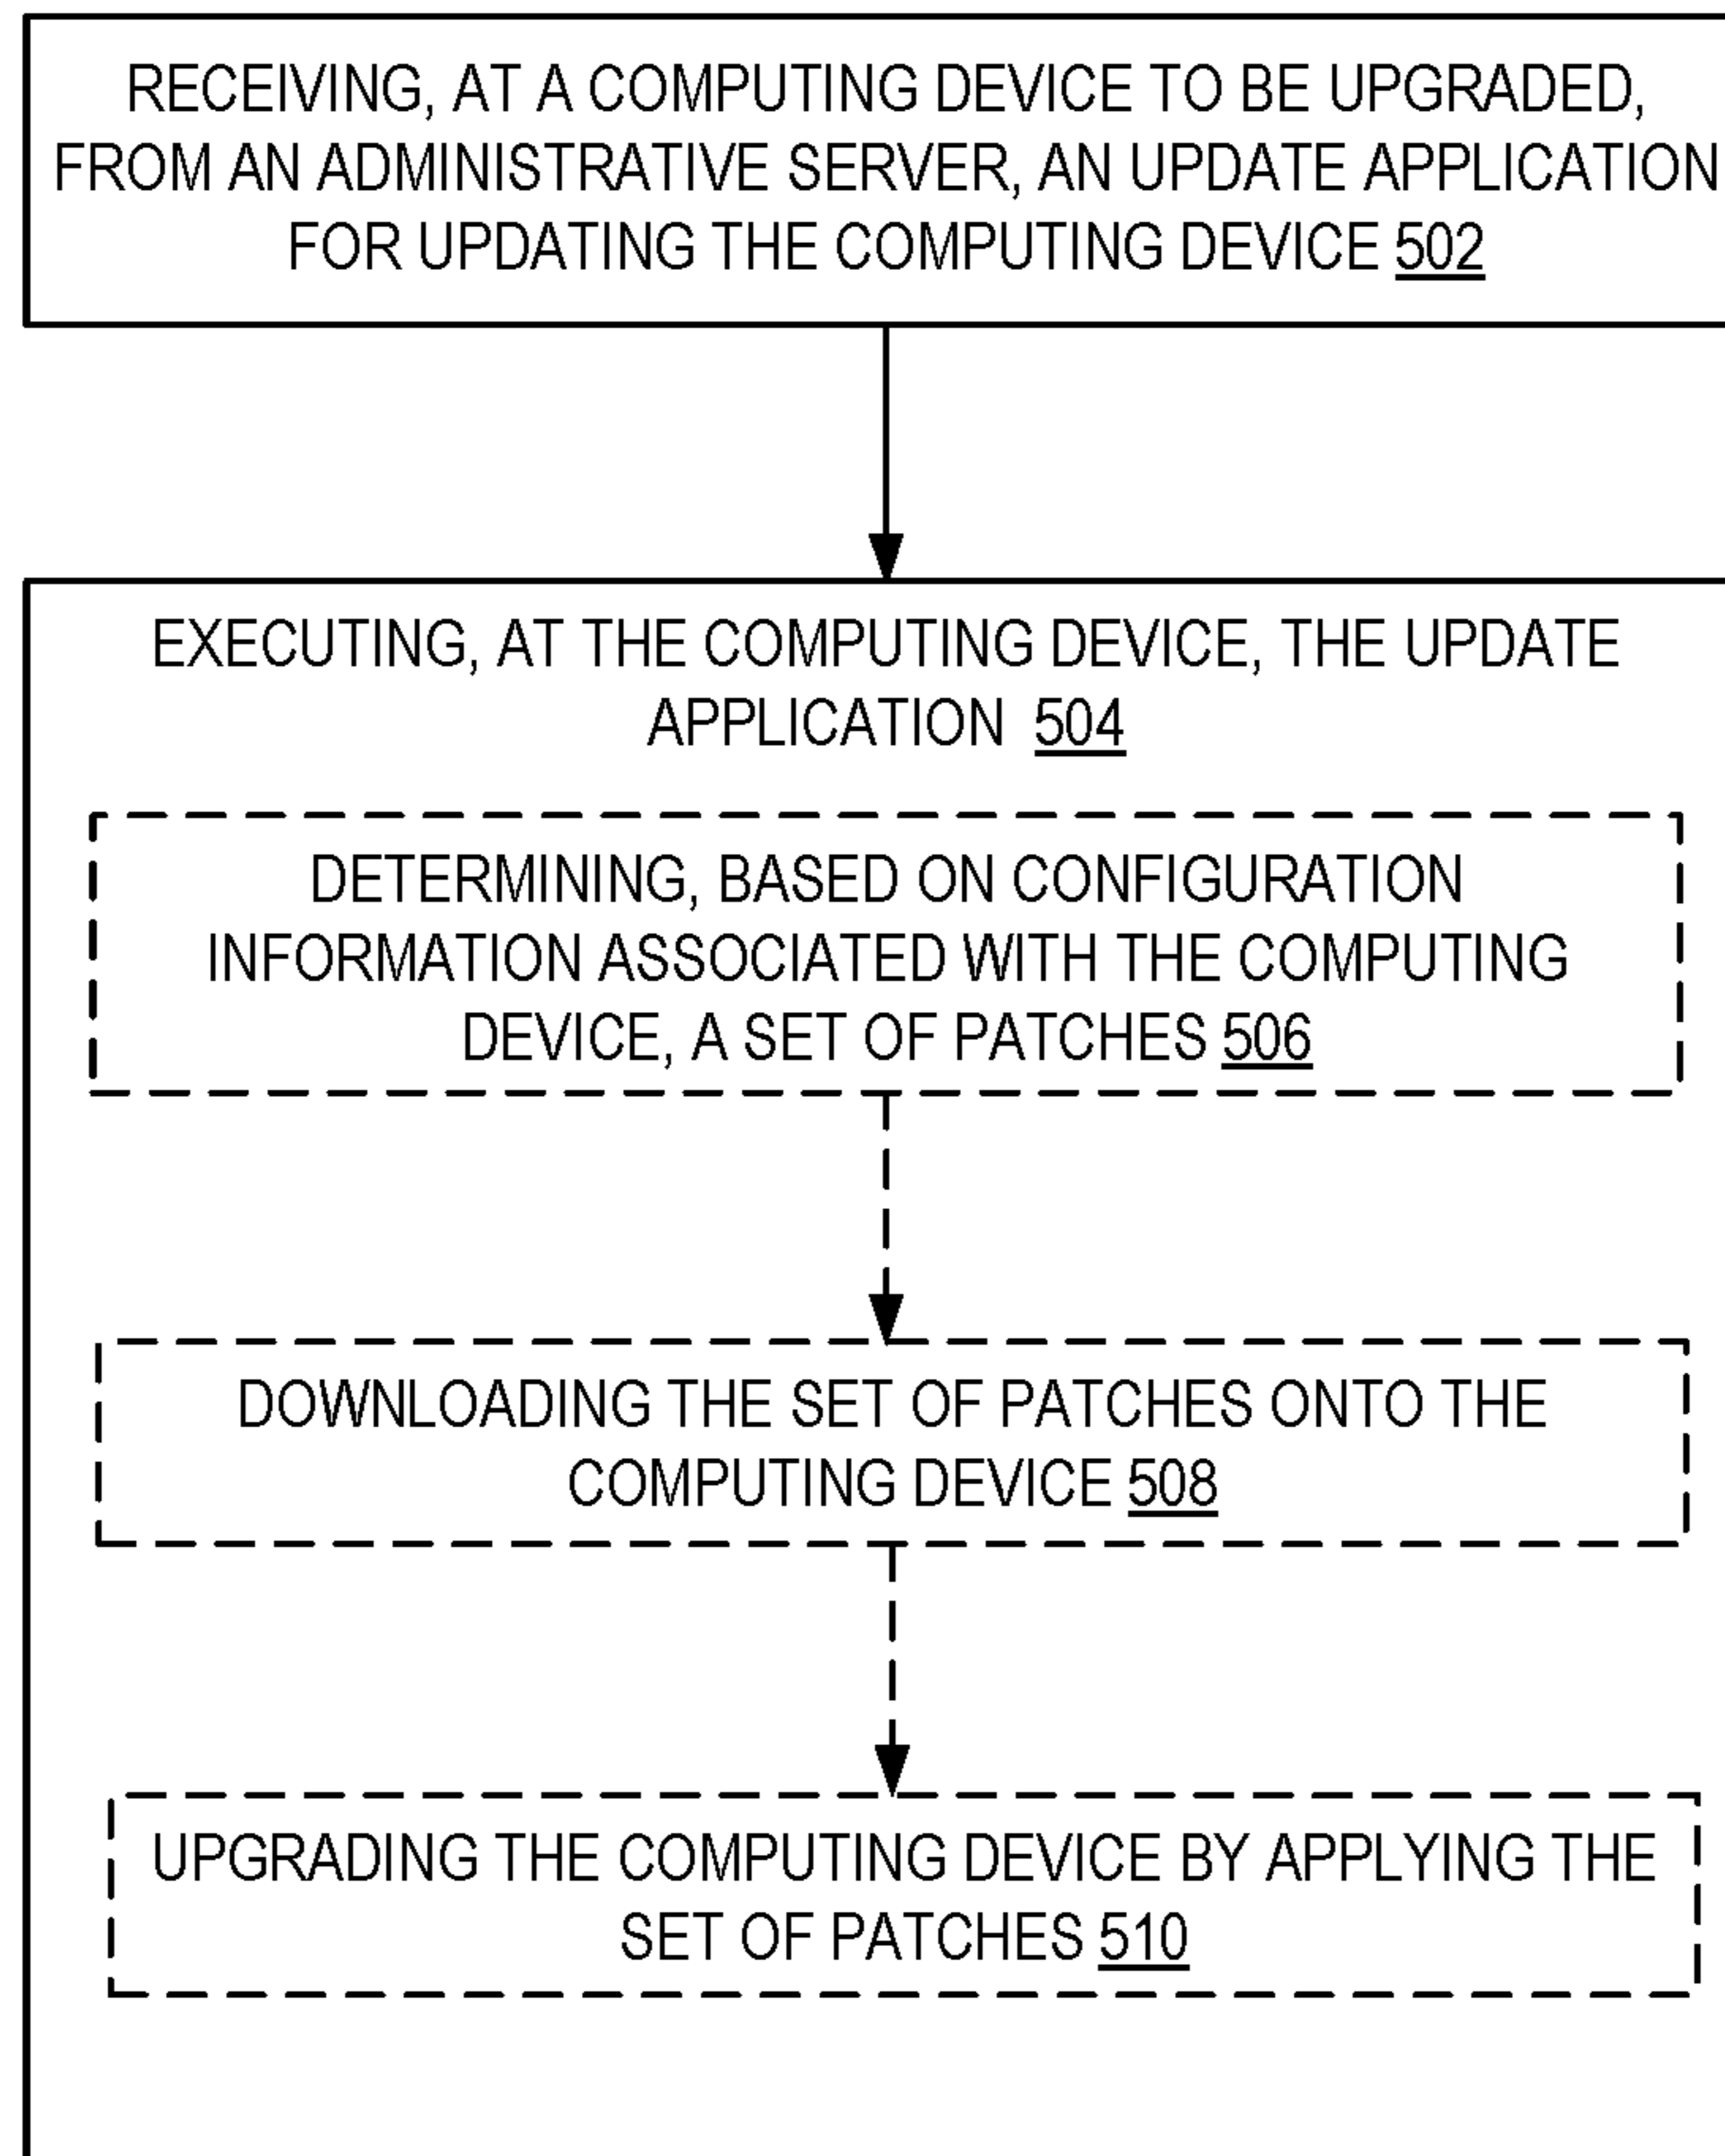 RECEIVING, AT A COMPUTING DEVICE TO BE UPGRADED,
FROM AN ADMINISTRATIVE SERVER, AN UPDATE APPLICATION
FOR UPDATING THE COMPUTING DEVICE 502
EXECUTING, AT THE COMPUTING DEVICE, THE UPDATE
APPLICATION 504
DETERMINING, BASED ON CONFIGURATION
INFORMATION ASSOCIATED WITH THE COMPUTING
DEVICE, A SET OF PATCHES 506
DOWNLOADING THE SET OF PATCHES ONTO THE
COMPUTING DEVICE 508
UPGRADING THE COMPUTING DEVICE BY APPLYING THE
SET OF PATCHES 510